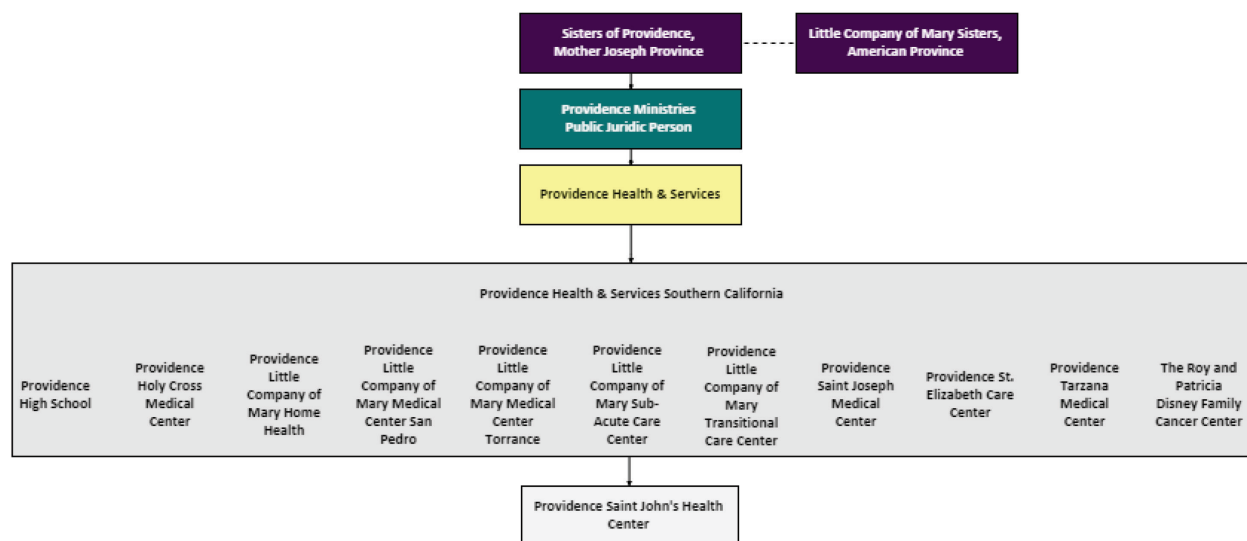 Sisters of Providence,
Mother Joseph Province
Little Company of Mary Sisters,
American Province
Providence Ministries
Public Juridic Person
Providence Health & Services
Providence Health & Services Southern California
Providence
High School
Providence
Holy Cross
Medical
Center
Providence
Little
Company of
Mary Home
Health
Providence
Little
Company of
Mary Medical
Center San
Pedro
Providence
Little
Company of
Mary Medical
Center
Torrance
Providence
Little
Company of
Mary Sub-
Acute Care
Center
Providence
Little
Company of
Mary
Transitional
Care Center
Providence
Saint Joseph
Medical
Center
Providence St.
Elizabeth Care
Center
Providence
Tarzana
Medical
Center
The Roy and
Patricia
Disney Family
Cancer Center
Providence Saint John's Health
Center